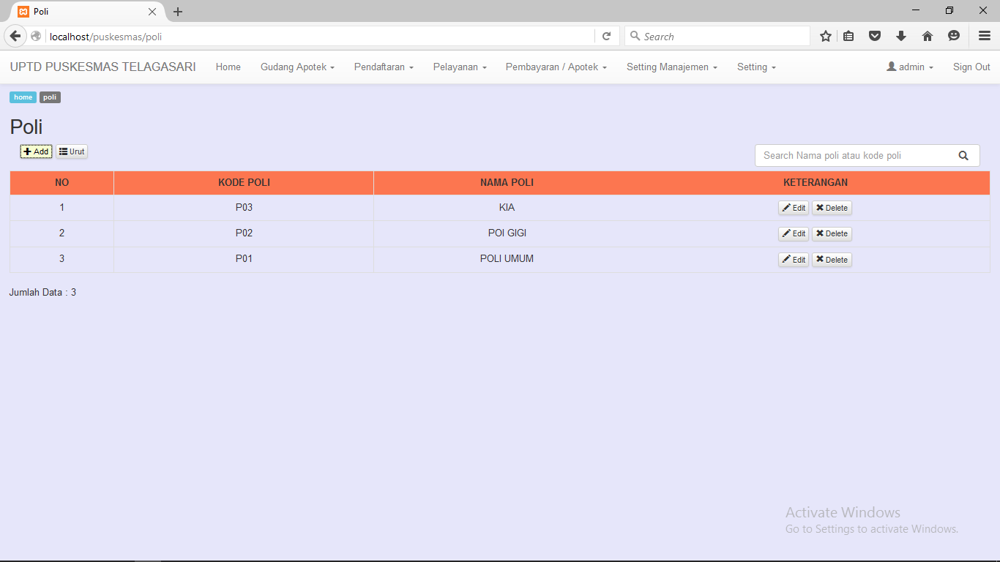 Poli
localhost/puskesmas/poli
Search
UPTD PUSKESMAS TELAGASARI Home Gudang Apotek Pendaftaran Pelayanan Pembayaran / Apotek Setting Manajemen Setting admin Sign Out
home poli
Poli
Add Urut Search Nama poli atau kode poli
NO KODE POLI NAMA POLI KETERANGAN
1 P03 KIA Edit Delete
2 P02 POI GIGI Edit Delete
3 P01 POLI UMUM Edit Delete
Jumlah Data : 3
Activate Windows
Go to Settings to activate Windows.